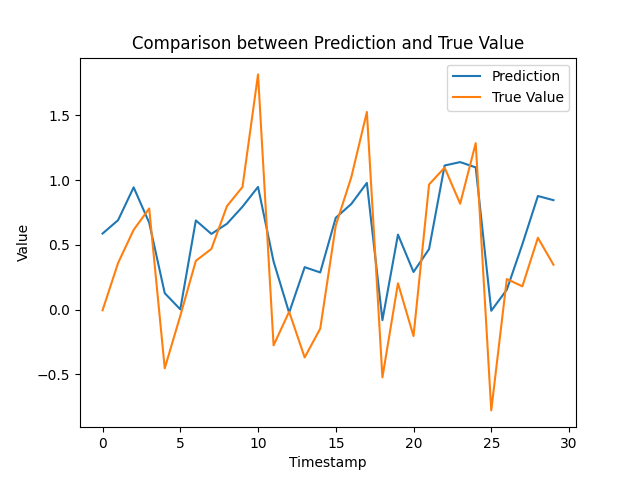 Comparison between Prediction and True Value
Prediction
True Value
1.5
1.0
0.5
0.0
−0.5
Value
0 5 10 15 20 25 30
Timestamp